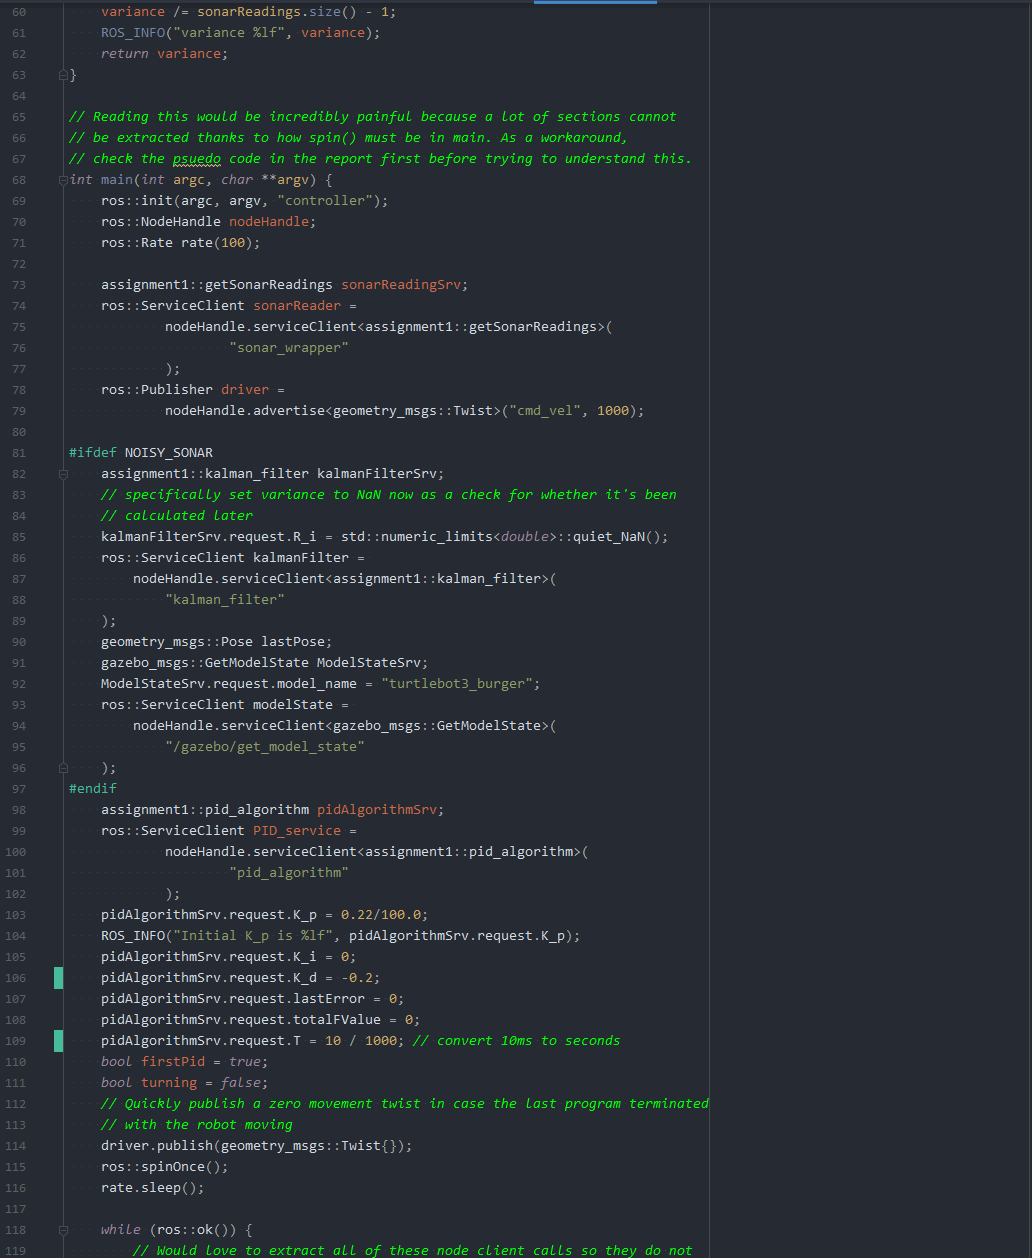 60 variance /= sonarReadings.size() - 1;
61 ROS_INFO("variance %lf", variance);
62 return variance;
63 }
64
65 // Reading this would be incredibly painful because a lot of sections cannot
66 // be extracted thanks to how spin() must be in main. As a workaround,
67 // check the psuedo code in the report first before trying to understand this.
68 int main(int argc, char **argv) {
69 ros::init(argc, argv, "controller");
70 ros::NodeHandle nodeHandle;
71 ros::Rate rate(100);
72
73 assignment1::getSonarReadings sonarReadingSrv;
74 ros::ServiceClient sonarReader =
75 nodeHandle.serviceClient<assignment1::getSonarReadings>(
76 "sonar_wrapper"
77 );
78 ros::Publisher driver =
79 nodeHandle.advertise<geometry_msgs::Twist>("cmd_vel", 1000);
80
81 #ifdef NOISY_SONAR
82 assignment1::kalman_filter kalmanFilterSrv;
83 // specifically set variance to NaN now as a check for whether it's been
84 // calculated later
85 kalmanFilterSrv.request.R_i = std::numeric_limits<double>::quiet_NaN();
86 ros::ServiceClient kalmanFilter =
87 nodeHandle.serviceClient<assignment1::kalman_filter>(
88 "kalman_filter"
89 );
90 geometry_msgs::Pose lastPose;
91 gazebo_msgs::GetModelState ModelStateSrv;
92 ModelStateSrv.request.model_name = "turtlebot3_burger";
93 ros::ServiceClient modelState =
94 nodeHandle.serviceClient<gazebo_msgs::GetModelState>(
95 "/gazebo/get_model_state"
96 );
97 #endif
98 assignment1::pid_algorithm pidAlgorithmSrv;
99 ros::ServiceClient PID_service =
100 nodeHandle.serviceClient<assignment1::pid_algorithm>(
101 "pid_algorithm"
102 );
103 pidAlgorithmSrv.request.K_p = 0.22/100.0;
104 ROS_INFO("Initial K_p is %lf", pidAlgorithmSrv.request.K_p);
105 pidAlgorithmSrv.request.K_i = 0;
106 pidAlgorithmSrv.request.K_d = -0.2;
107 pidAlgorithmSrv.request.lastError = 0;
108 pidAlgorithmSrv.request.totalFValue = 0;
109 pidAlgorithmSrv.request.T = 10 / 1000; // convert 10ms to seconds
110 bool firstPid = true;
111 bool turning = false;
112 // Quickly publish a zero movement twist in case the last program terminated
113 // with the robot moving
114 driver.publish(geometry_msgs::Twist{});
115 ros::spinOnce();
116 rate.sleep();
117
118 while (ros::ok()) {
119 // Would love to extract all of these node client calls so they do not